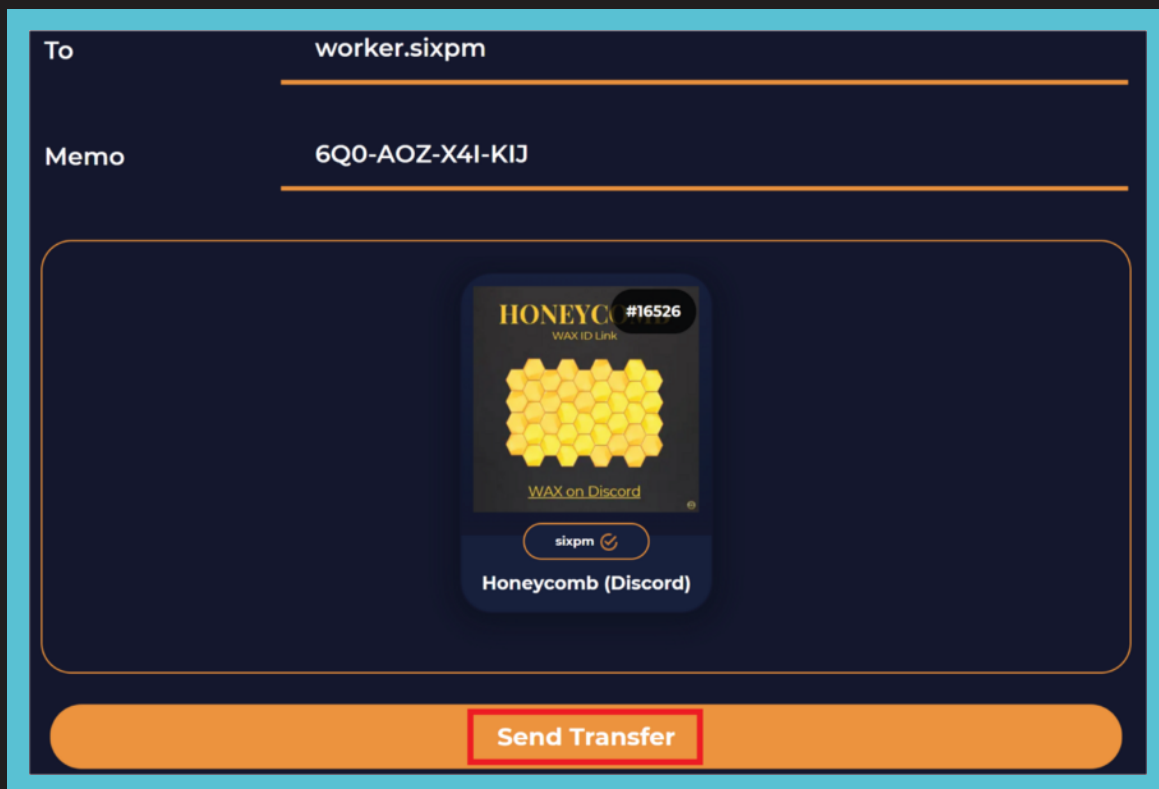 To
worker.sixpm
Memo
6Q0-AOZ-X4I-KIJ
#16526
WAX ID Link
WAX on Discord
sixpm
Honeycomb (Discord)
Send Transfer